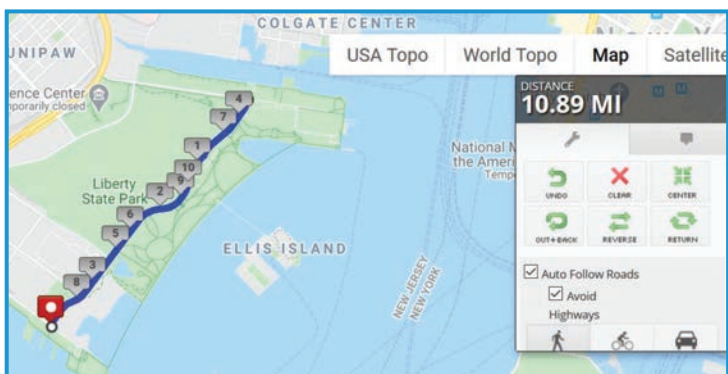 COLGATE CENTER
UNIPAW
USA Topo World Topo Map Satellite
ence Center
mporarily closed
DISTANCE
10.89 MI
4
7
1
10
9
2
6
5
3
8
Liberty
State Park
National M
the Ameri
Tempo
ELLIS ISLAND
NEW JERSEY
NEW YORK
M M
UNDO CLEAR CENTER
OUT+BACK REVERSE RETURN
Auto Follow Roads
Avoid
Highways